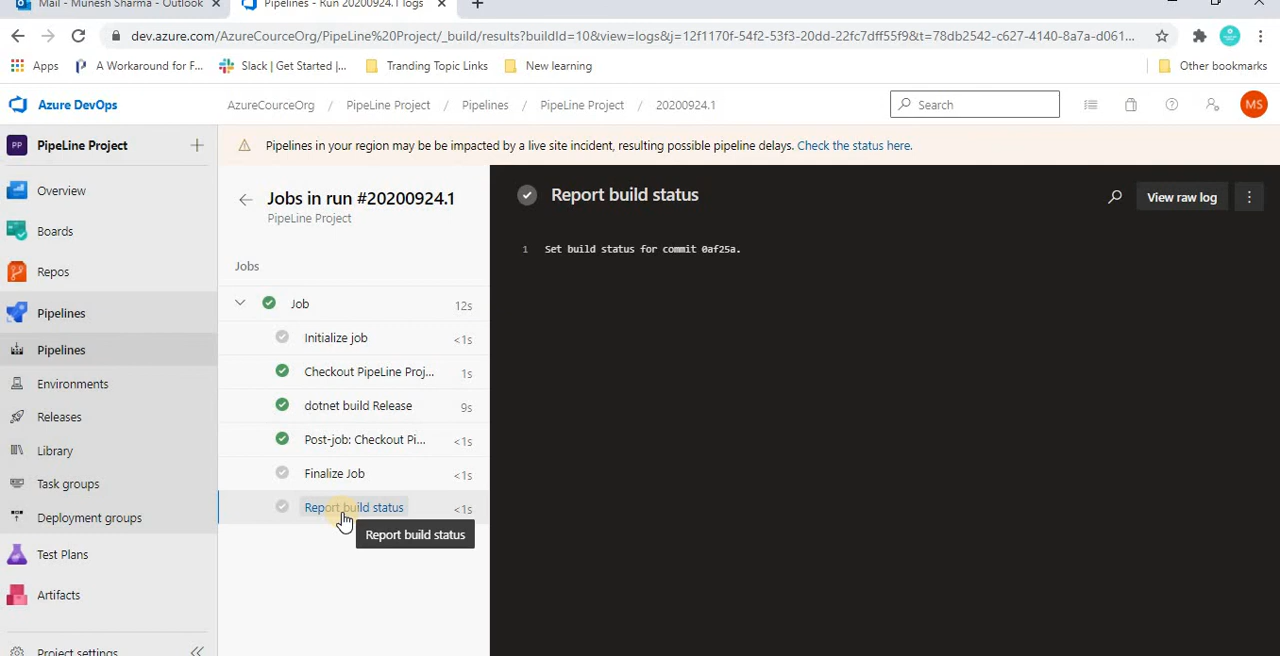 Mail - Munesh Sharma - Outlook
Pipelines - Run 20200924.1 logs
dev.azure.com/AzureCourceOrg/PipeLine%20Project/_build/results?buildId=10&view=logs&j=12f1170f-54f2-53f3-20dd-22fc7dff55f9&t=78db2542-c627-4140-8a7a-d061...
Apps
A Workaround for F...
Slack | Get Started |...
Tranding Topic Links
New learning
Other bookmarks
Azure DevOps
AzureCourceOrg / PipeLine Project / Pipelines / PipeLine Project / 20200924.1
Search
MS
PP PipeLine Project
Pipelines in your region may be be impacted by a live site incident, resulting possible pipeline delays. Check the status here.
Overview
Boards
Repos
Pipelines
Pipelines
Environments
Releases
Library
Task groups
Deployment groups
Test Plans
Artifacts
Project settings
Jobs in run #20200924.1
PipeLine Project
Jobs
Job 12s
Initialize job <1s
Checkout PipeLine Proj... 1s
dotnet build Release 9s
Post-job: Checkout Pi... <1s
Finalize Job <1s
Report build status <1s
Report build status
Report build status
View raw log
1 Set build status for commit 0af25a.